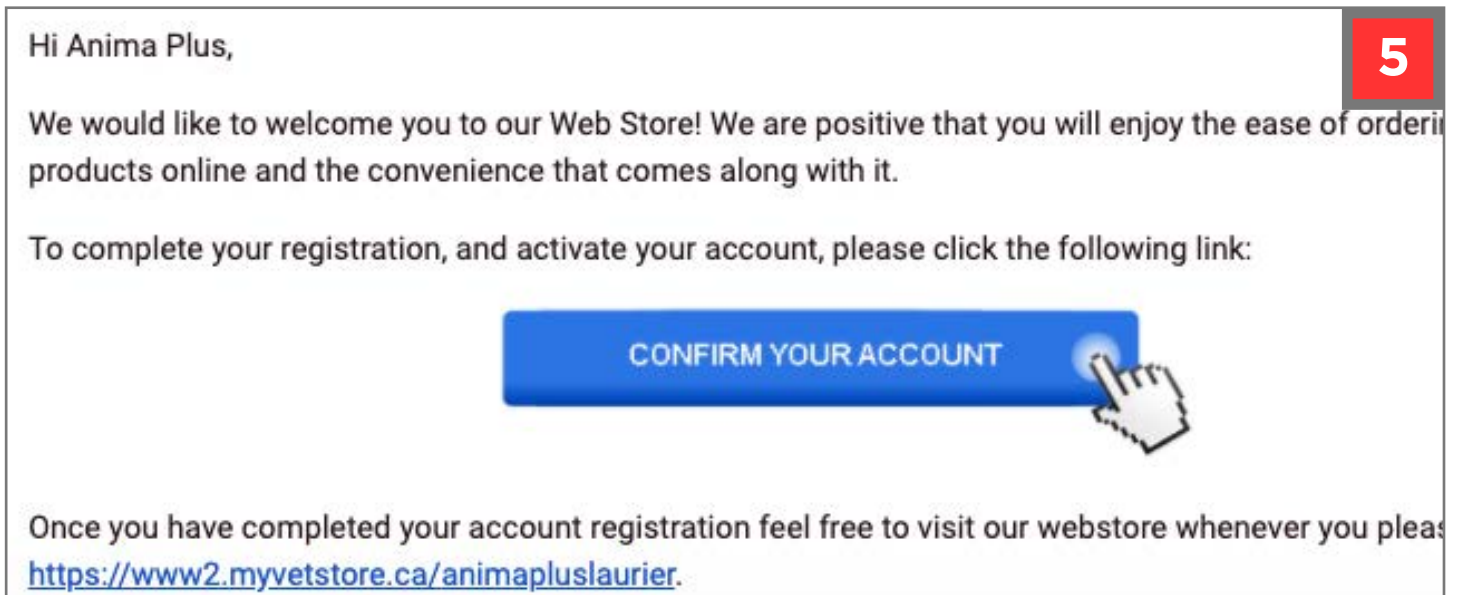 Hi Anima Plus,
5
We would like to welcome you to our Web Store! We are positive that you will enjoy the ease of
products online and the convenience that comes along with it.
To complete your registration, and activate your account, please click the following link:
CONFIRM YOUR ACCOUNT
Once you have completed your account registration feel free to visit our webstore whenever you
https://www2.myvetstore.ca/animapluslaurier.